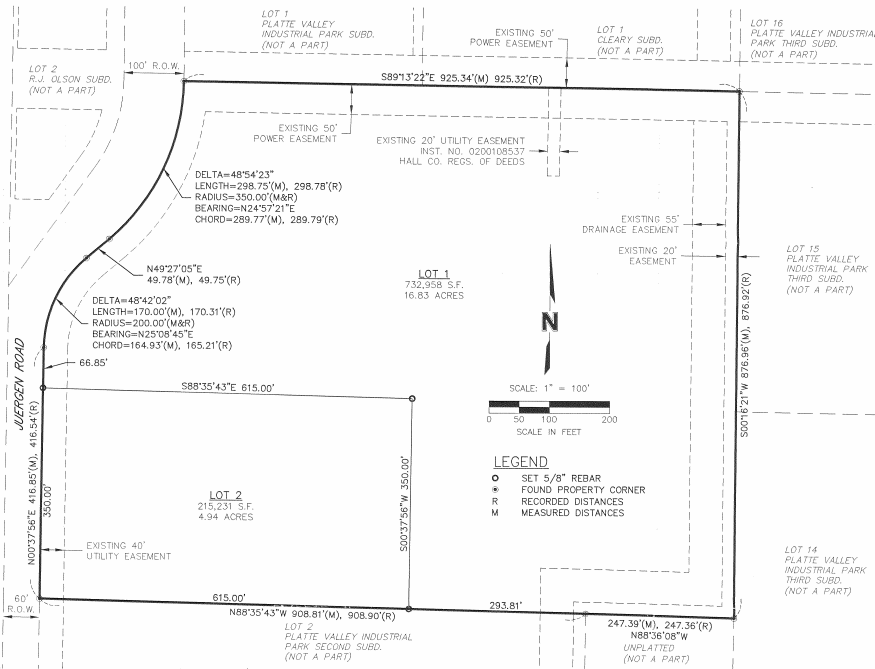 LOT 1
PLATTE VALLEY
INDUSTRIAL PARK SUBD.
(NOT A PART)
EXISTING 50'
POWER EASEMENT
LOT 1
CLEARY SUBD.
(NOT A PART)
LOT 16
PLATTE VALLEY INDUSTRIAL
PARK THIRD SUBD.
(NOT A PART)
LOT 2
R.J. OLSON SUBD.
(NOT A PART)
100' R.O.W.
S89°13'22"E 925.34'(M) 925.32'(R)
EXISTING 50'
POWER EASEMENT
EXISTING 20' UTILITY EASEMENT
INST. NO. 0200108537
HALL CO. REGS. OF DEEDS
DELTA=48°54'23"
LENGTH=298.75'(M), 298.78'(R)
RADIUS=350.00'(M&R)
BEARING=N24°57'21"E
CHORD=289.77'(M), 289.79'(R)
EXISTING 55'
DRAINAGE EASEMENT
EXISTING 20'
EASEMENT
LOT 15
PLATTE VALLEY
INDUSTRIAL PARK
THIRD SUBD.
(NOT A PART)
N49°27'05"E
49.78'(M), 49.75'(R)
LOT 1
732,958 S.F.
16.83 ACRES
DELTA=48°42'02"
LENGTH=170.00'(M), 170.31'(R)
RADIUS=200.00'(M&R)
BEARING=N25°08'45"E
CHORD=164.93'(M), 165.21'(R)
N
S00°16'21"W 876.96'(M), 876.92'(R)
JUERGEN ROAD
66.85'
S88°35'43"E 615.00'
SCALE: 1" = 100'
0 50 100 200
SCALE IN FEET
N00°37'56"E 416.85'(M), 416.54'(R)
350.00'
S00°37'56"W 350.00'
LEGEND
SET 5/8" REBAR
FOUND PROPERTY CORNER
R RECORDED DISTANCES
M MEASURED DISTANCES
LOT 2
215,231 S.F.
4.94 ACRES
EXISTING 40'
UTILITY EASEMENT
LOT 14
PLATTE VALLEY
INDUSTRIAL PARK
THIRD SUBD.
(NOT A PART)
60'
R.O.W.
615.00'
293.81'
N88°35'43"W 908.81'(M), 908.90'(R)
247.39'(M), 247.36'(R)
N88°36'08"W
LOT 2
PLATTE VALLEY INDUSTRIAL
PARK SECOND SUBD.
(NOT A PART)
UNPLATTED
(NOT A PART)